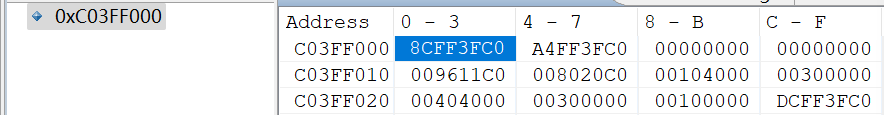 0xC03FF000
Address 0 - 3 4 - 7 8 - B C - F
C03FF000 8CFF3FC0 A4FF3FC0 00000000 00000000
C03FF010 009611C0 008020C0 00104000 00300000
C03FF020 00404000 00300000 00100000 DCFF3FC0